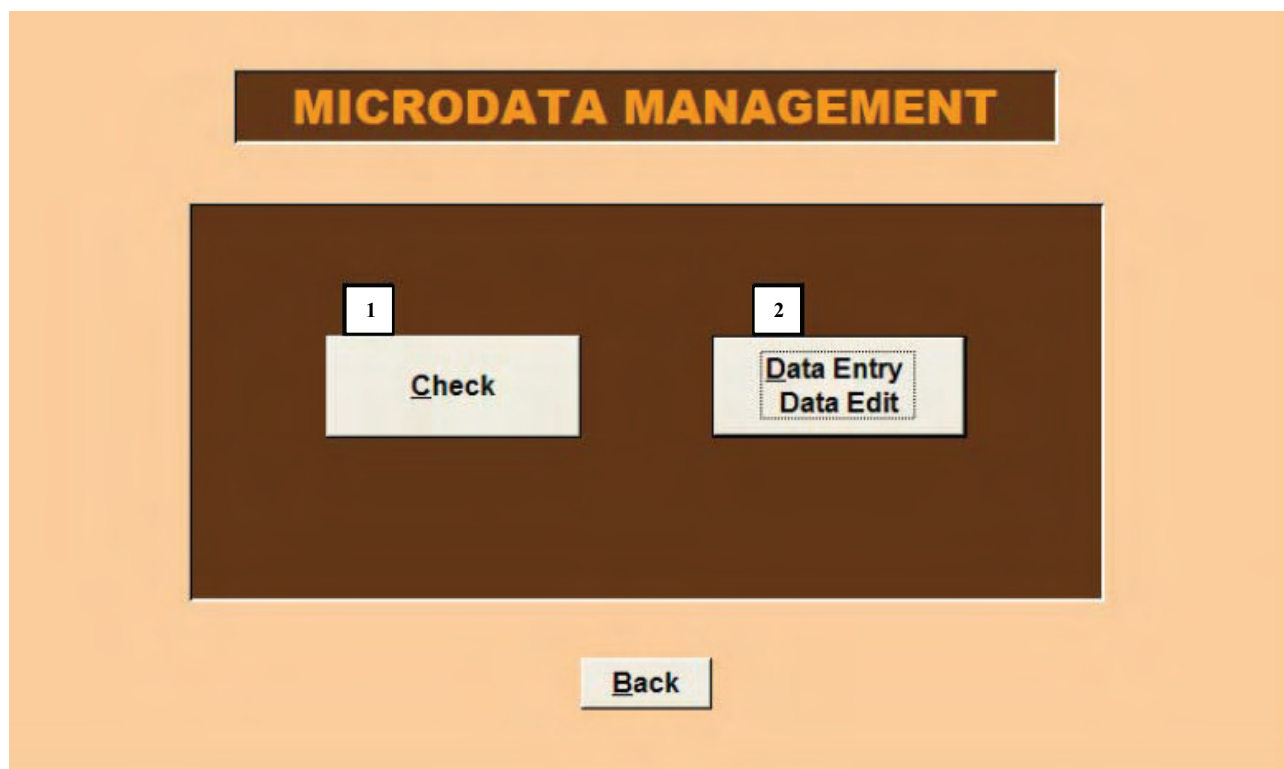 MICRODATA MANAGEMENT
1
2
Check
Data Entry
Data Edit
Back